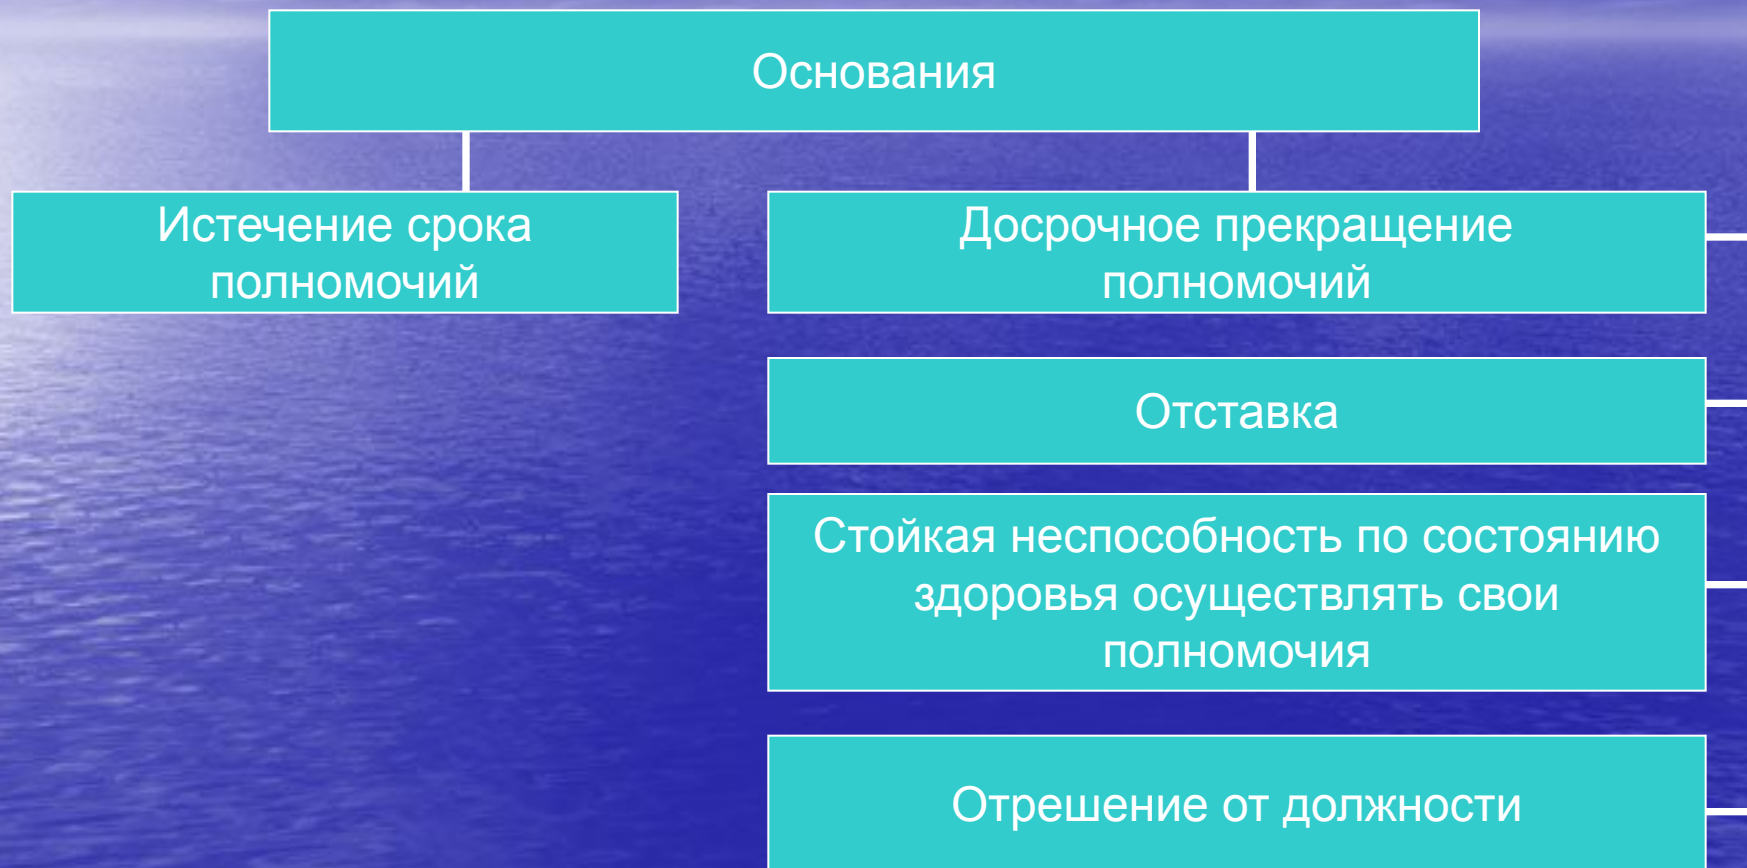 Основания
Истечение срока
полномочий
Досрочное прекращение
полномочий
Отставка
Стойкая неспособность по состоянию
здоровья осуществлять свои
полномочия
Отрешение от должности